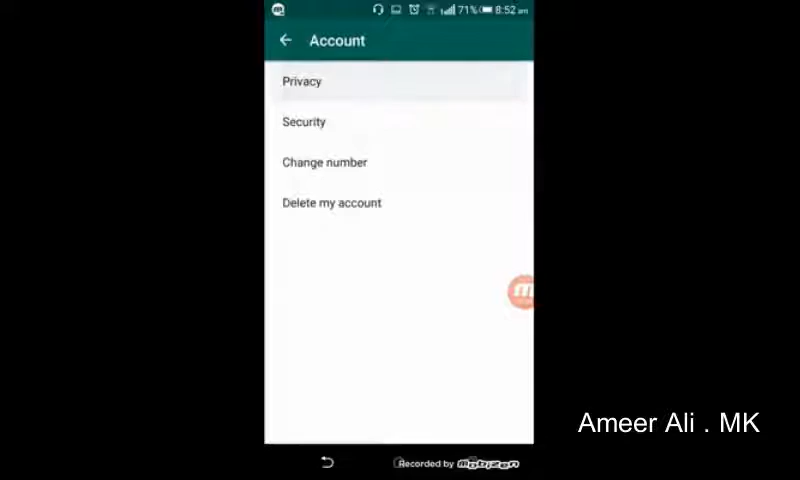 71% 8:52 am
Account
Privacy
Security
Change number
Delete my account
Ameer Ali . MK
Recorded by mobizen